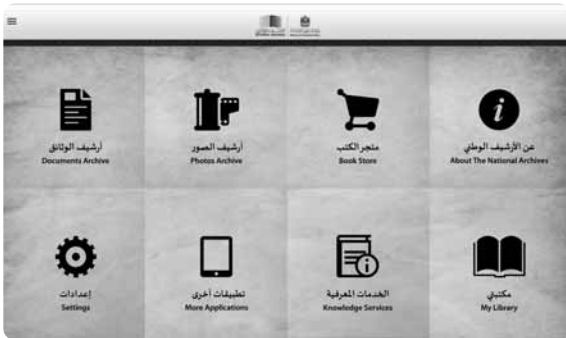 عن الأرشيف الوطني
About The National Archives
متجر الكتب
Book Store
أرشيف الصور
Photos Archive
أرشيف الوثائق
Documents Archive
مكتبتي
My Library
الخدمات المعرفية
Knowledge Services
تطبيقات أخرى
More Applications
إعدادات
Settings